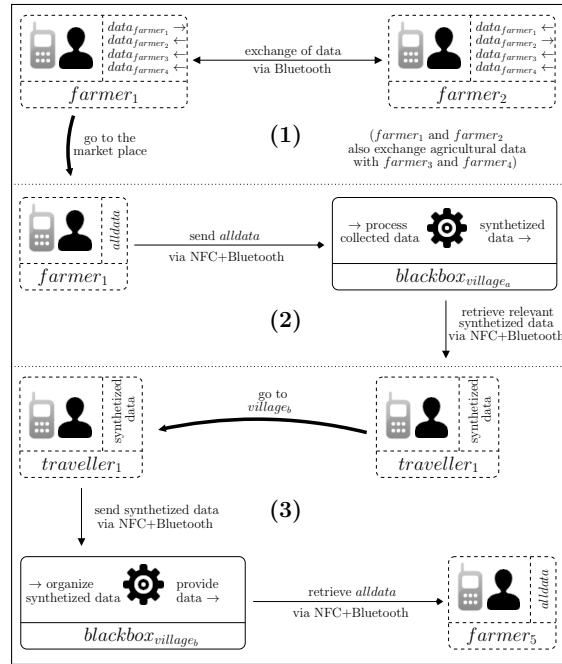 data_farmer₁ →
data_farmer₂ ←
data_farmer₃ ←
data_farmer₄ ←
farmer₁
exchange of data
via Bluetooth
data_farmer₁ ←
data_farmer₂ →
data_farmer₃ ←
data_farmer₄ ←
farmer₂
go to the
market place
(1)
(farmer₁ and farmer₂
also exchange agricultural data
with farmer₃ and farmer₄)
alldata
farmer₁
send alldata
via NFC+Bluetooth
→ process
collected data
synthetized
data →
blackbox_village_a
(2)
retrieve relevant
synthetized data
via NFC+Bluetooth
synthetized
data
traveller₁
go to
village_b
synthetized
data
traveller₁
(3)
send synthetized data
via NFC+Bluetooth
→ organize
synthetized data
provide
data →
blackbox_village_b
retrieve alldata
via NFC+Bluetooth
alldata
farmer₅